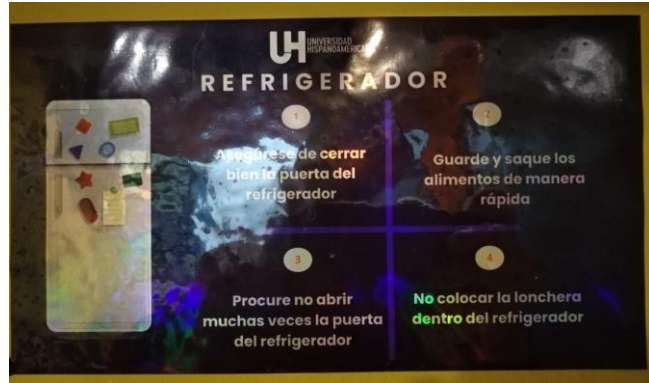 UH UNIVERSIDAD
HISPANOAMERICANA
REFRIGERADOR
1
Asegúrese de cerrar
bien la puerta del
refrigerador
2
Guarde y saque los
alimentos de manera
rápida
3
Procure no abrir
muchas veces la puerta
del refrigerador
4
No colocar la lonchera
dentro del refrigerador